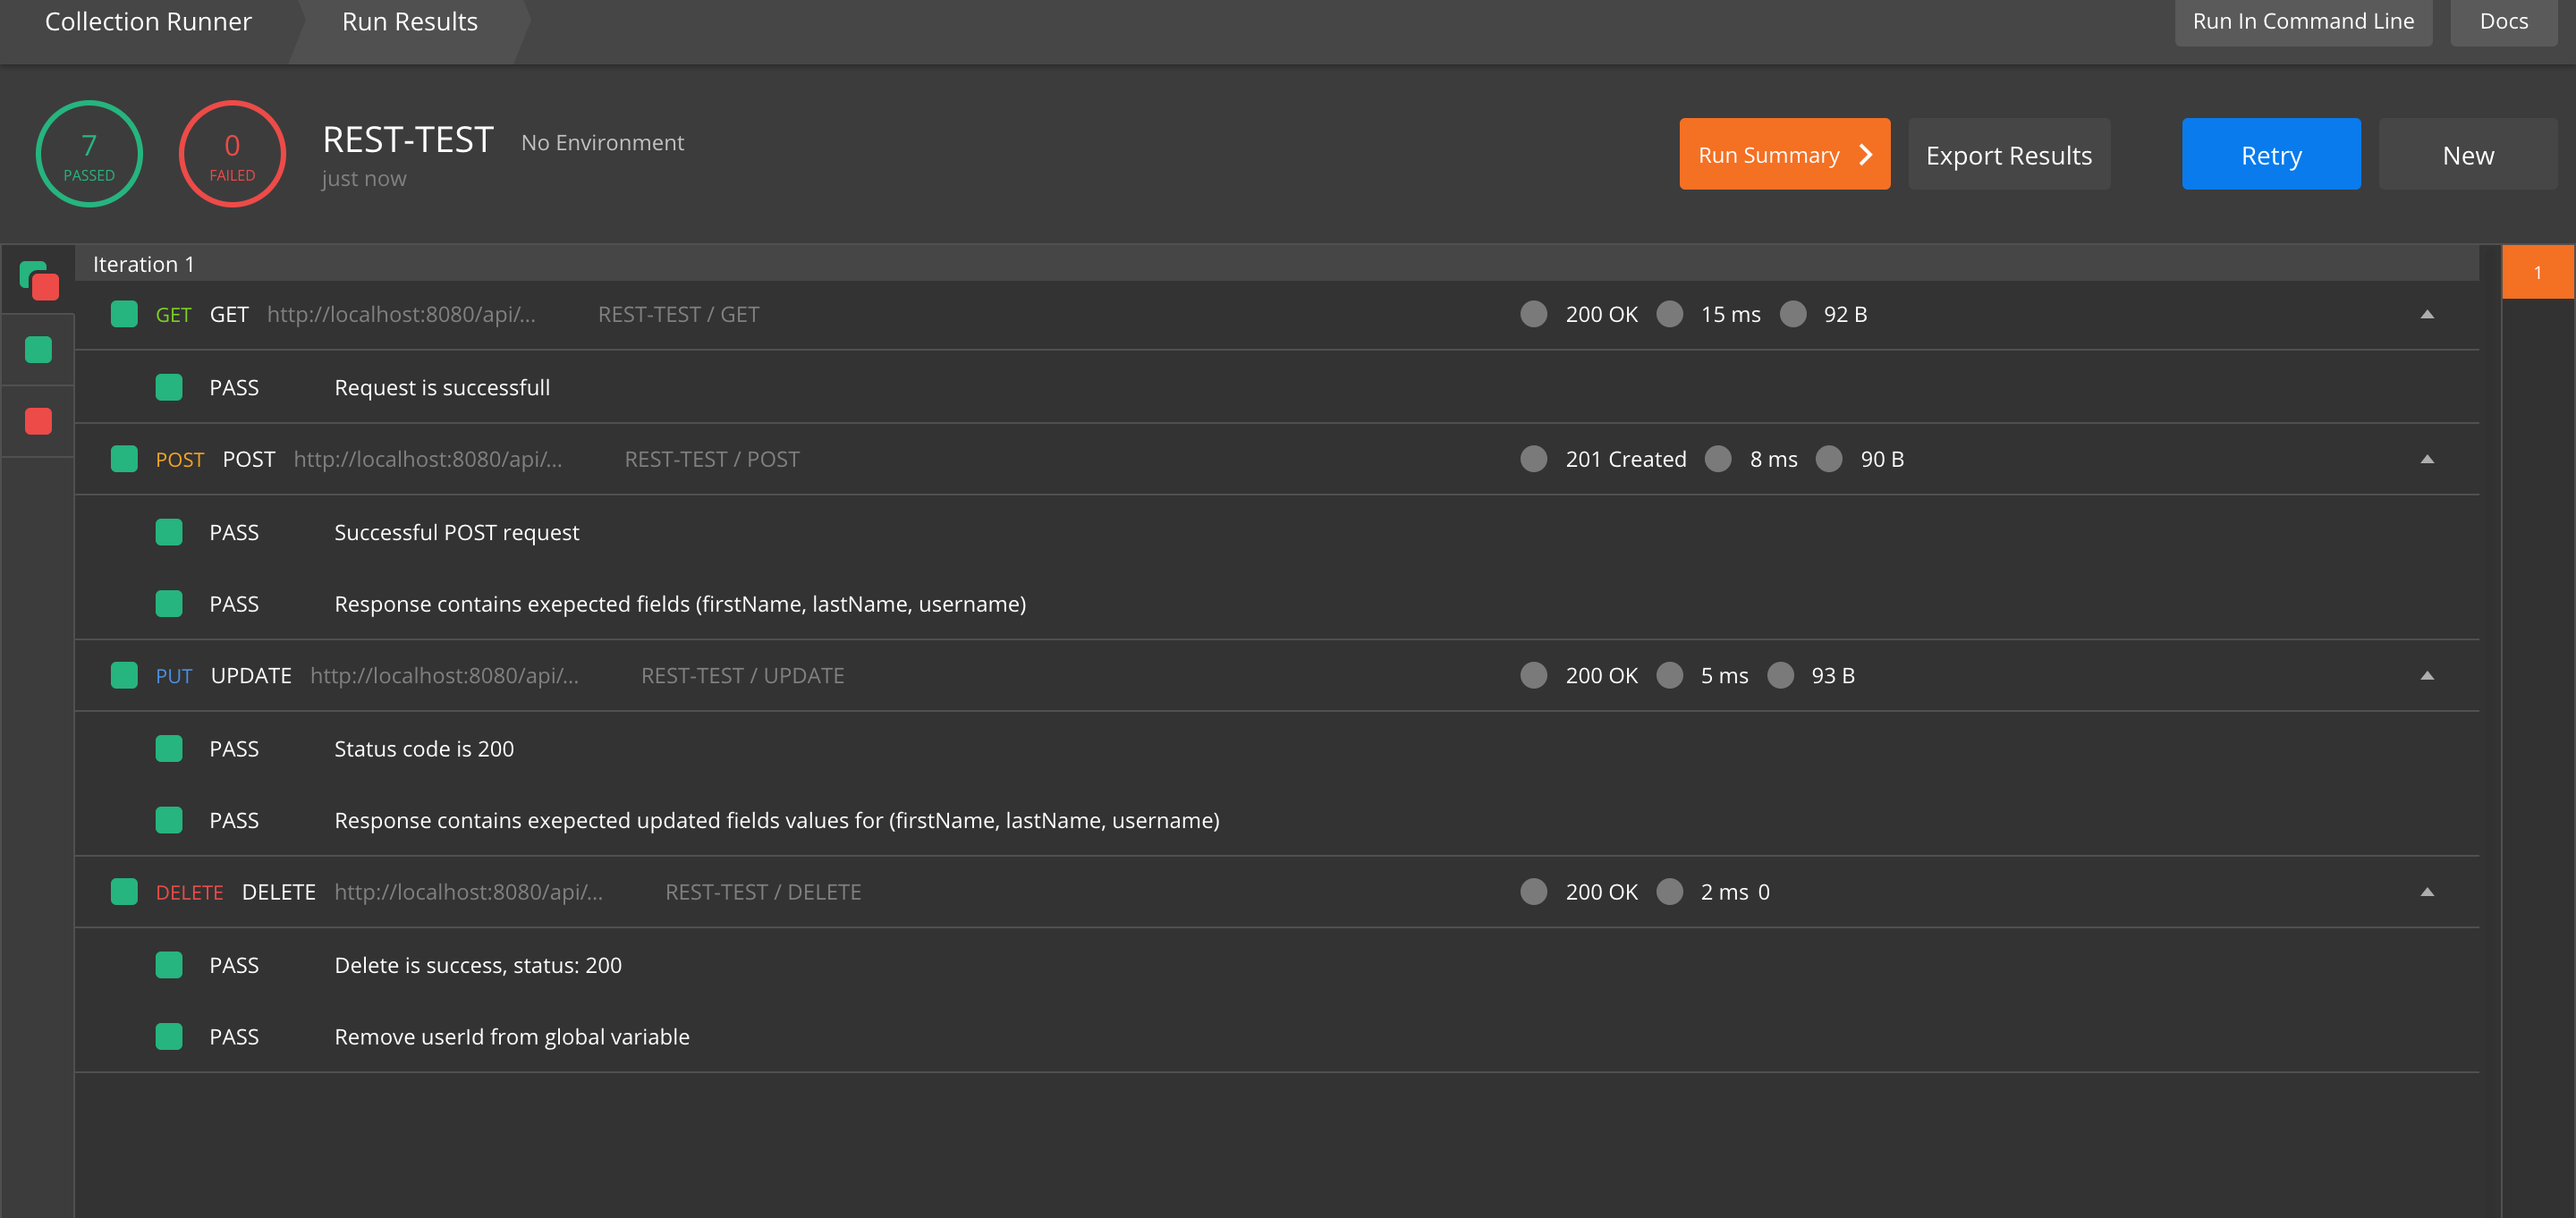 Collection Runner Run Results Run In Command Line Docs
7 PASSED
0 FAILED
REST-TEST No Environment
just now
Run Summary Export Results Retry New
Iteration 1
1
GET GET http://localhost:8080/api/... REST-TEST / GET 200 OK 15 ms 92 B
PASS Request is successfull
POST POST http://localhost:8080/api/... REST-TEST / POST 201 Created 8 ms 90 B
PASS Successful POST request
PASS Response contains exepected fields (firstName, lastName, username)
PUT UPDATE http://localhost:8080/api/... REST-TEST / UPDATE 200 OK 5 ms 93 B
PASS Status code is 200
PASS Response contains exepected updated fields values for (firstName, lastName, username)
DELETE DELETE http://localhost:8080/api/... REST-TEST / DELETE 200 OK 2 ms 0
PASS Delete is success, status: 200
PASS Remove userId from global variable